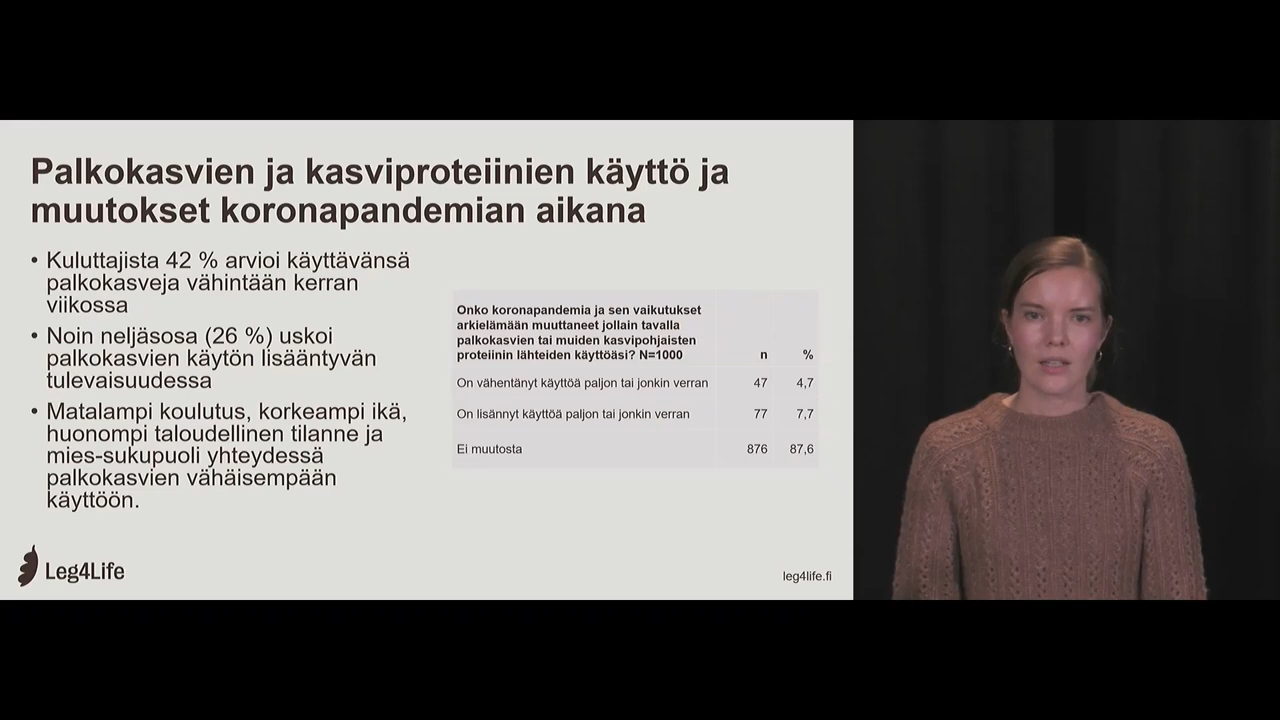 Palkokasvien ja kasviproteiinien käyttö ja
muutokset koronapandemian aikana
• Kuluttajista 42 % arvioi käyttävänsä
palkokasveja vähintään kerran
viikossa
• Noin neljäsosa (26 %) uskoi
palkokasvien käytön lisääntyvän
tulevaisuudessa
• Matalampi koulutus, korkeampi ikä,
huonompi taloudellinen tilanne ja
mies-sukupuoli yhteydessä
palkokasvien vähäisempään
käyttöön.
Onko koronapandemia ja sen vaikutukset
arkielämään muuttaneet jollain tavalla
palkokasvien tai muiden kasvipohjaisten
proteiinin lähteiden käyttöäsi? N=1000 n %
On vähentänyt käyttöä paljon tai jonkin verran 47 4,7
On lisännyt käyttöä paljon tai jonkin verran 77 7,7
Ei muutosta 876 87,6
Leg4Life
leg4life.fi